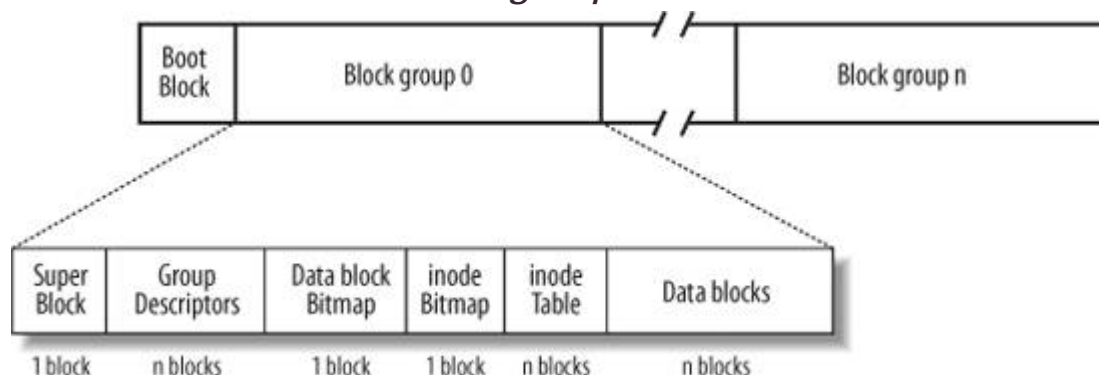 Boot
Block
Block group 0
Block group n
Super
Block
Group
Descriptors
Data block
Bitmap
inode
Bitmap
inode
Table
Data blocks
1 block
n blocks
1 block
1 block
n blocks
n blocks